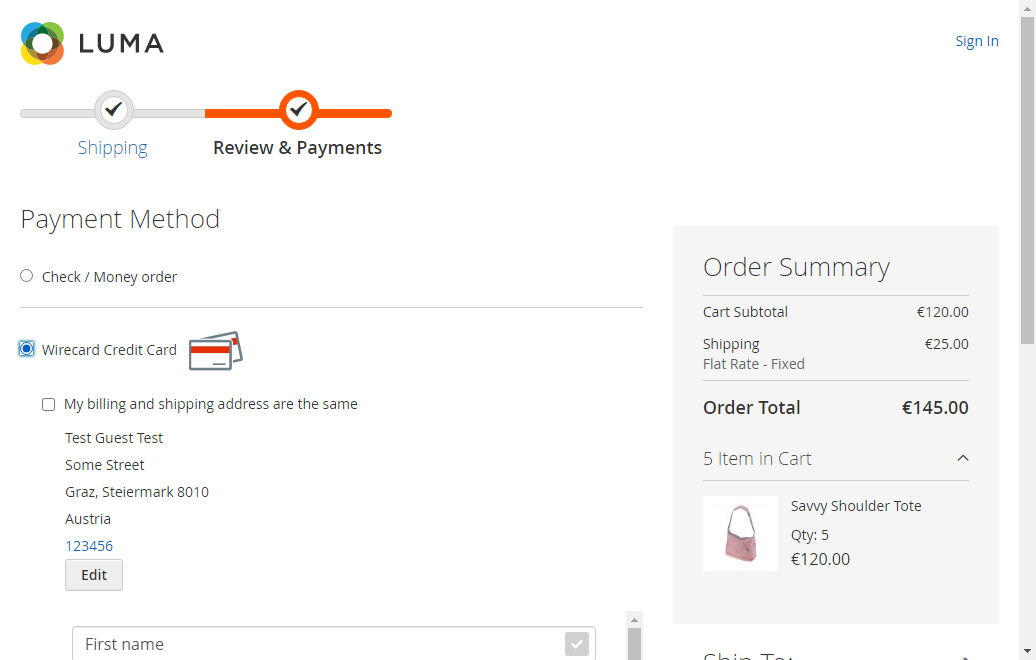 LUMA
Sign In
Shipping
Review & Payments
Payment Method
Check / Money order
Wirecard Credit Card
My billing and shipping address are the same
Test Guest Test
Some Street
Graz, Steiermark 8010
Austria
123456
Edit
First name
Order Summary
Cart Subtotal €120.00
Shipping €25.00
Flat Rate - Fixed
Order Total €145.00
5 Item in Cart
Savvy Shoulder Tote
Qty: 5
€120.00
Ship To: